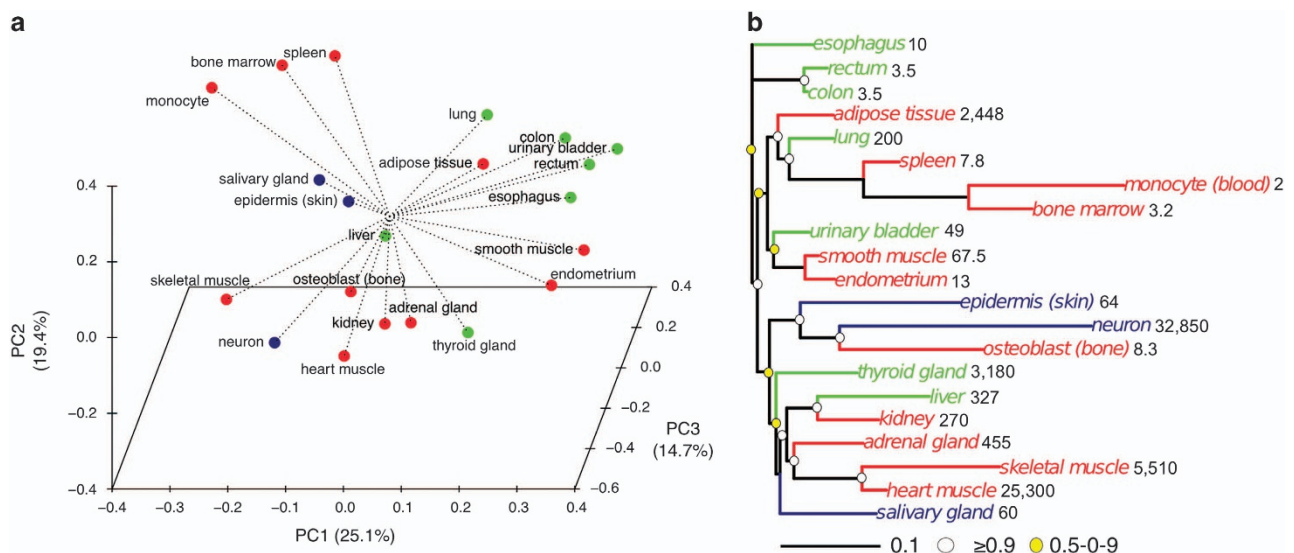 a
spleen
bone marrow
monocyte
lung
colon
urinary bladder
adipose tissue
rectum
salivary gland
epidermis (skin)
esophagus
liver
smooth muscle
skeletal muscle
osteoblast (bone)
endometrium
adrenal gland
kidney
neuron
thyroid gland
heart muscle
0.4
0.2
0.0
−0.2
−0.4
PC2
(19.4%)
0.4
0.2
0.0
−0.2
−0.4
−0.6
PC3
(14.7%)
−0.4
−0.3
−0.2
−0.1
0.0
0.1
0.2
0.3
0.4
PC1 (25.1%)
b
esophagus 10
rectum 3.5
colon 3.5
adipose tissue 2,448
lung 200
spleen 7.8
monocyte (blood) 2
bone marrow 3.2
urinary bladder 49
smooth muscle 67.5
endometrium 13
epidermis (skin) 64
neuron 32,850
osteoblast (bone) 8.3
thyroid gland 3,180
liver 327
kidney 270
adrenal gland 455
skeletal muscle 5,510
heart muscle 25,300
salivary gland 60
0.1 ≥0.9 0.5-0-9